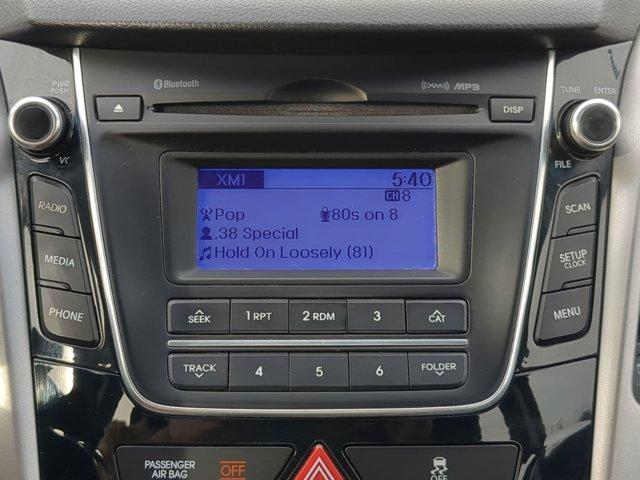 Bluetooth
XM MP3
PWR PUSH
TUNE ENTER
DISP
VO
FILE
XM1 5:40
CH 8
Pop 80s on 8
.38 Special
Hold On Loosely (81)
RADIO
MEDIA
PHONE
SCAN
SETUP
CLOCK
MENU
SEEK 1 RPT 2 RDM 3 CAT
TRACK 4 5 6 FOLDER
PASSENGER
AIR BAG OFF
OFF